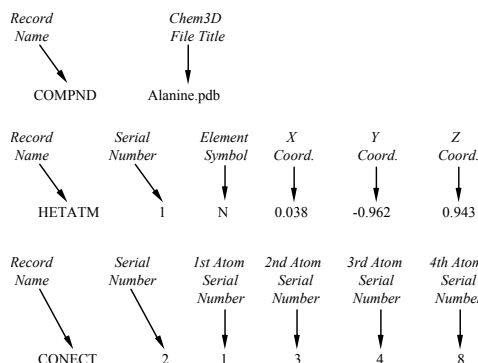 Record Chem3D
Name File Title
COMPND Alanine.pdb
Record Serial Element X Y Z
Name Number Symbol Coord. Coord. Coord.
HETATM 1 N 0.038 -0.962 0.943
Record Serial 1st Atom 2nd Atom 3rd Atom 4th Atom
Name Number Serial Serial Serial Serial
Number Number Number Number
CONECT 2 1 3 4 8